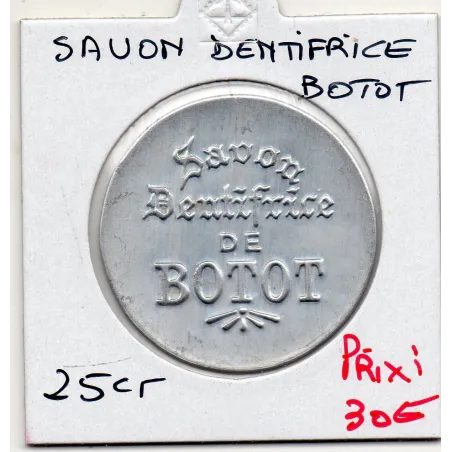 SAVON DENTIFRICE
BOTOT
Savon
Dentifrice
DE
BOTOT
25cr
PRIX:
30€